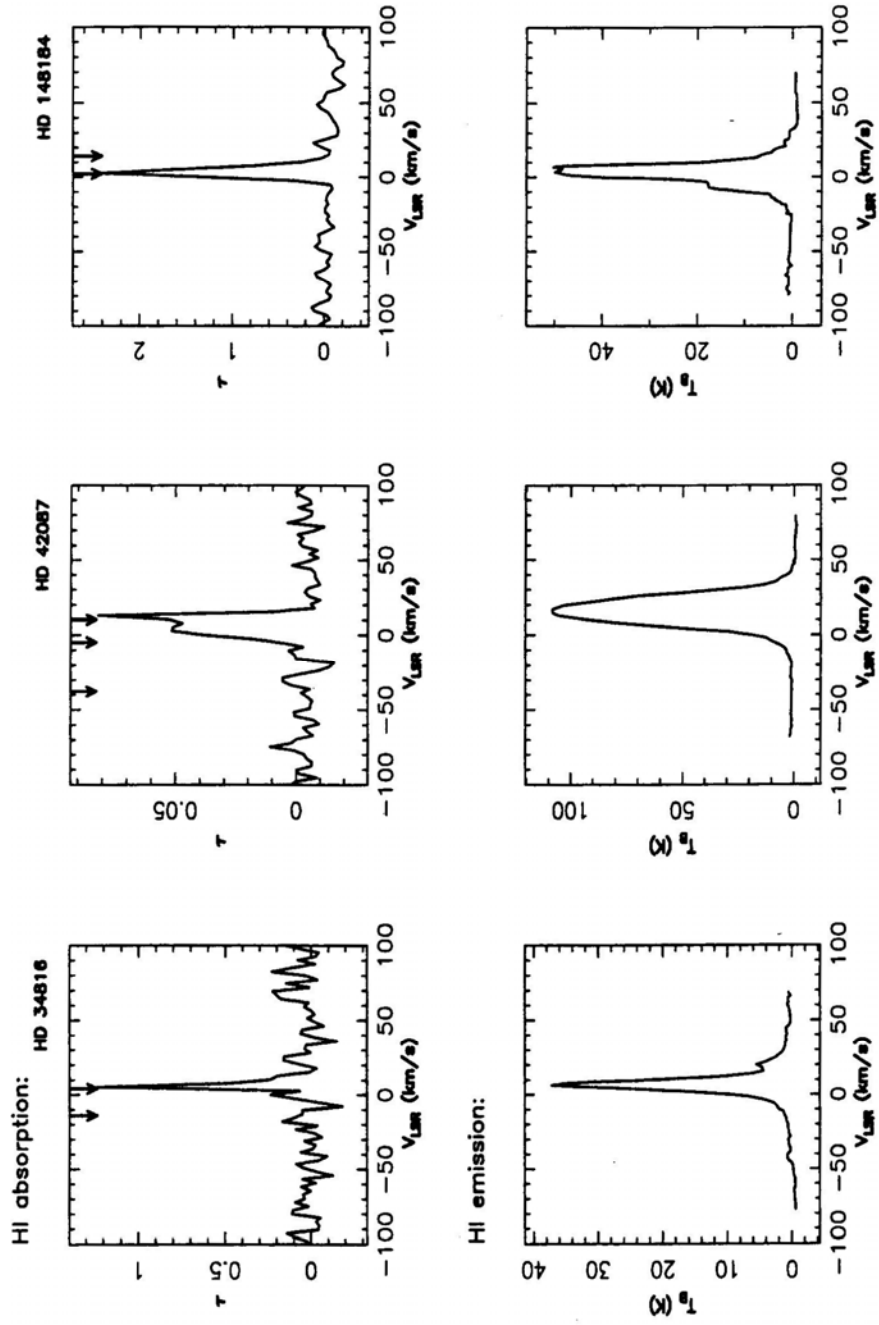 HI absorption:
HD 34816
HD 42087
HD 148184
1
0.5
0
τ
−100 −50 0 50 100
V_LSR (km/s)
0.05
0
τ
−100 −50 0 50 100
V_LSR (km/s)
2
1
0
τ
−100 −50 0 50 100
V_LSR (km/s)
HI emission:
40
30
20
10
0
T_B (K)
−100 −50 0 50 100
V_LSR (km/s)
100
50
0
T_B (K)
−100 −50 0 50 100
V_LSR (km/s)
40
20
0
T_B (K)
−100 −50 0 50 100
V_LSR (km/s)